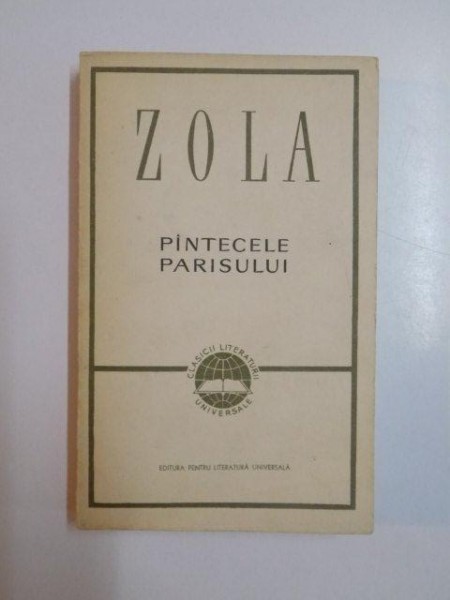 ZOLA
PÎNTECELE
PARISULUI
CLASICII LITERATURII
UNIVERSALE
EDITURA PENTRU LITERATURĂ UNIVERSALĂ